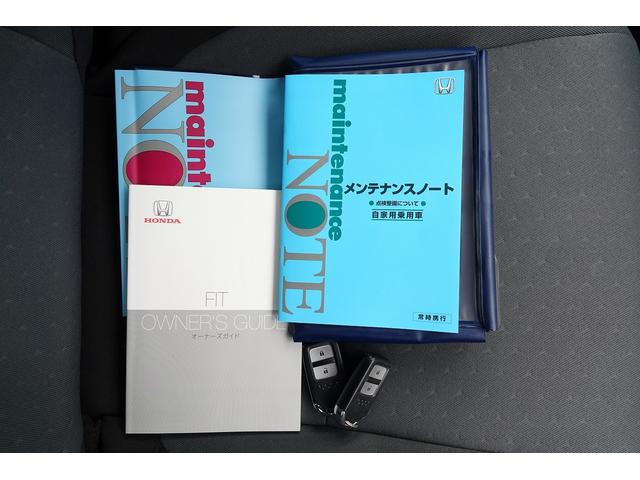 mainte
NO
HONDA
FIT
OWNER'S GUIDE
オーナーズガイド
maintenance
NOTE
メンテナンスノート
●点検整備について●
自家用乗用車
常時携行